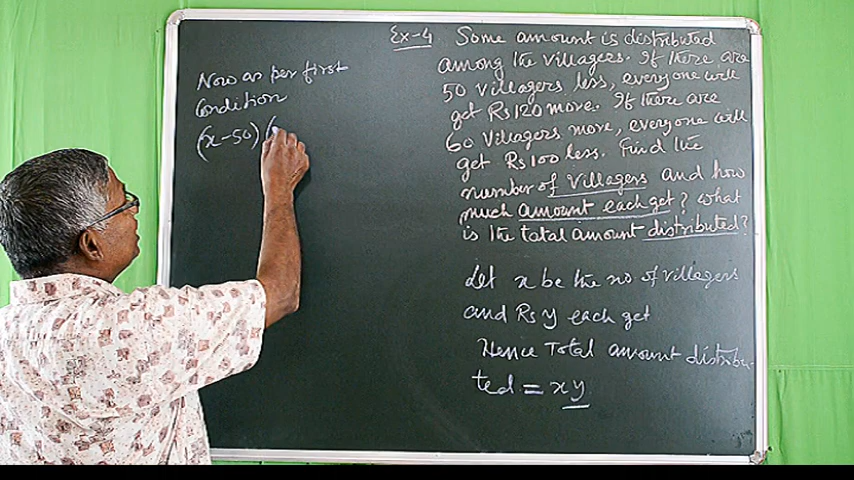 Ex-4 Some amount is distributed
among the villagers. If there are
50 villagers less, everyone will
get Rs 120 more. If there are
60 villagers more, everyone will
get Rs 100 less. Find the
number of villagers and how
much amount each get? What
is the total amount distributed?
Let x be the no of villagers
and Rs y each get
Hence Total amount distribu-
ted = xy
Now as per first
Condition
(x-50)(